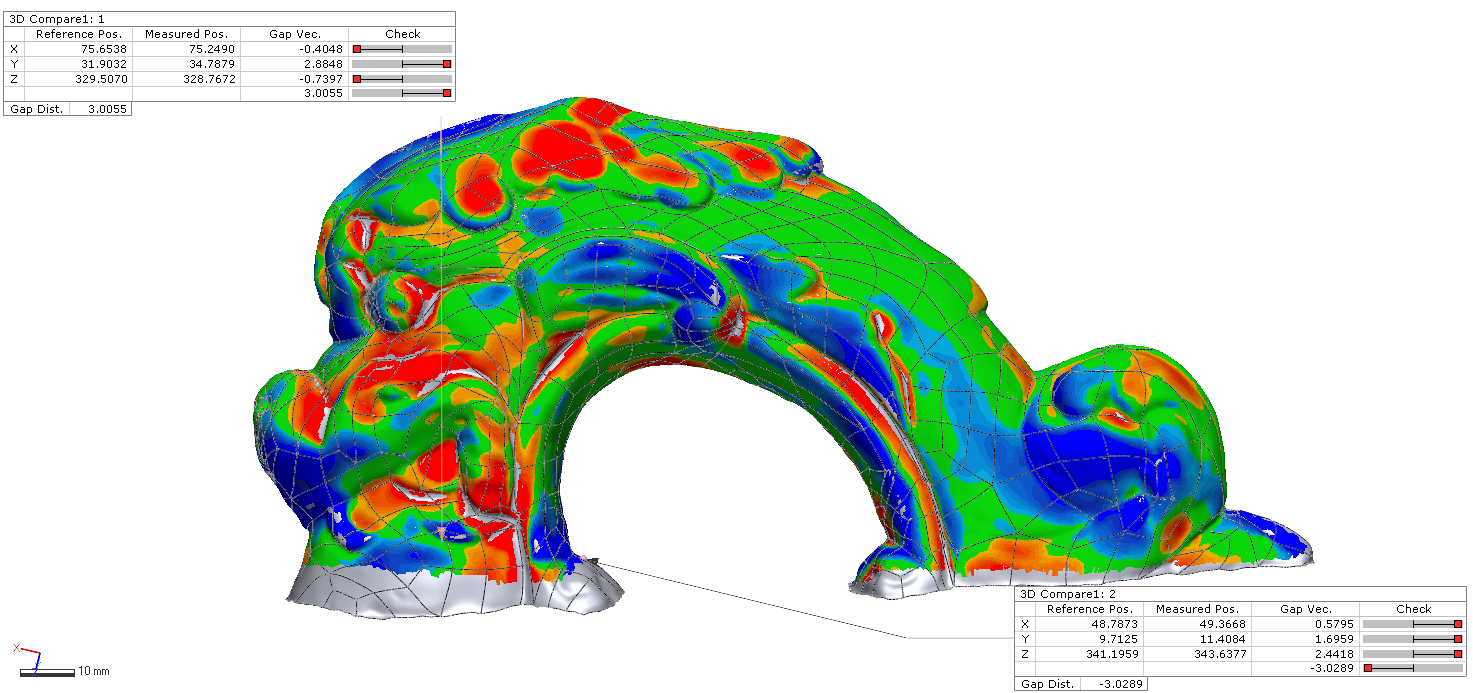 3D Compare1: 1
Reference Pos. Measured Pos. Gap Vec. Check
X 75.6538 75.2490 -0.4048
Y 31.9032 34.7879 2.8848
Z 329.5070 328.7672 -0.7397
3.0055
Gap Dist. 3.0055
3D Compare1: 2
Reference Pos. Measured Pos. Gap Vec. Check
X 48.7873 49.3668 0.5795
Y 9.7125 11.4084 1.6959
Z 341.1959 343.6377 2.4418
-3.0289
Gap Dist. -3.0289
X
10 mm